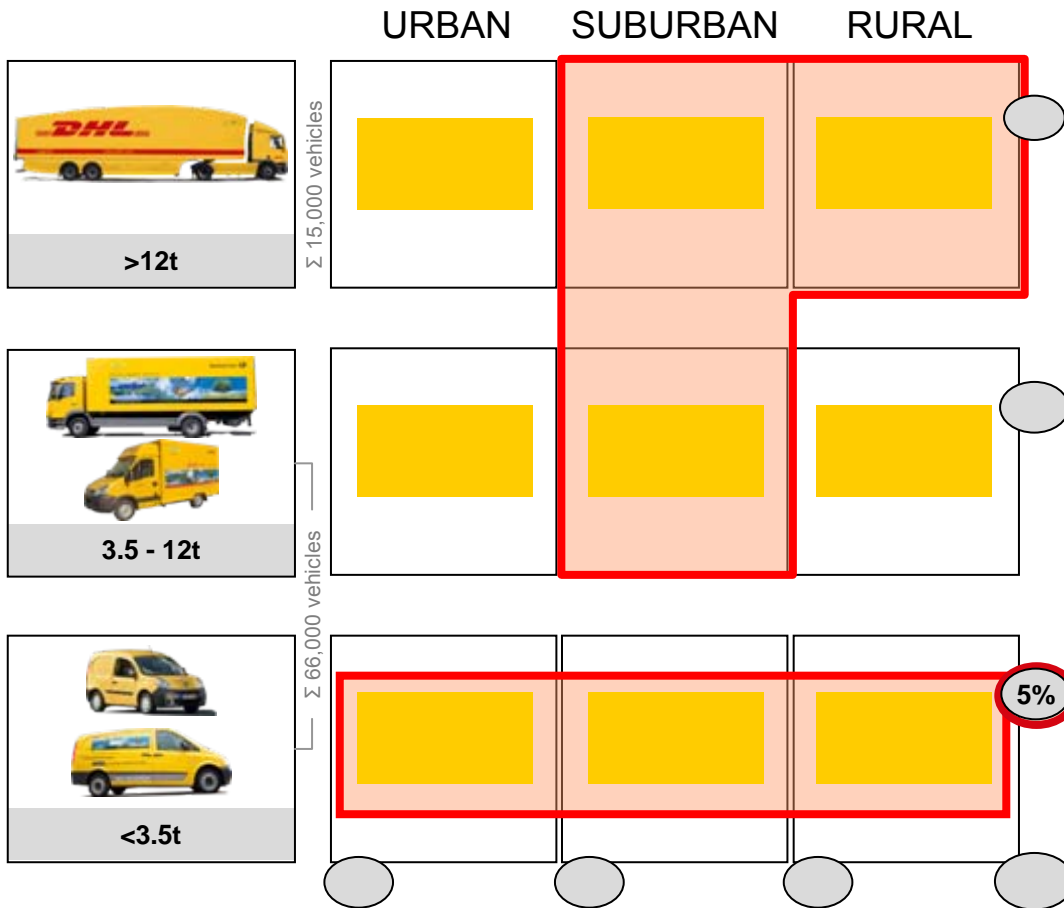 URBAN SUBURBAN RURAL
DHL
Σ 15,000 vehicles
>12t
3.5 - 12t
Σ 66,000 vehicles
5%
<3.5t